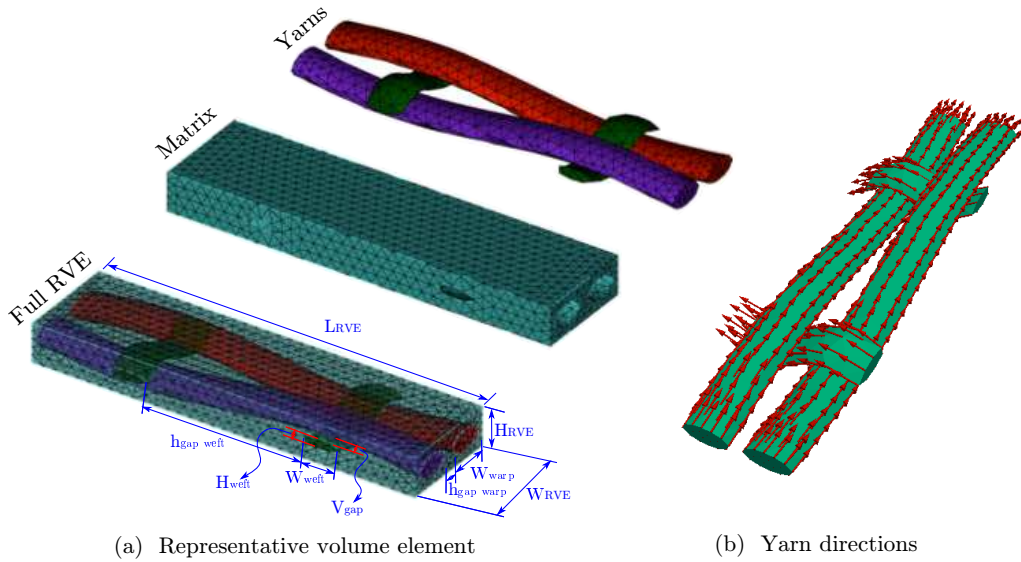 Yarns
Matrix
Full RVE
LRVE
HRVE
hgap weft
Wwarp
Hweft
Wweft
hgap warp
WRVE
Vgap
(a) Representative volume element
(b) Yarn directions